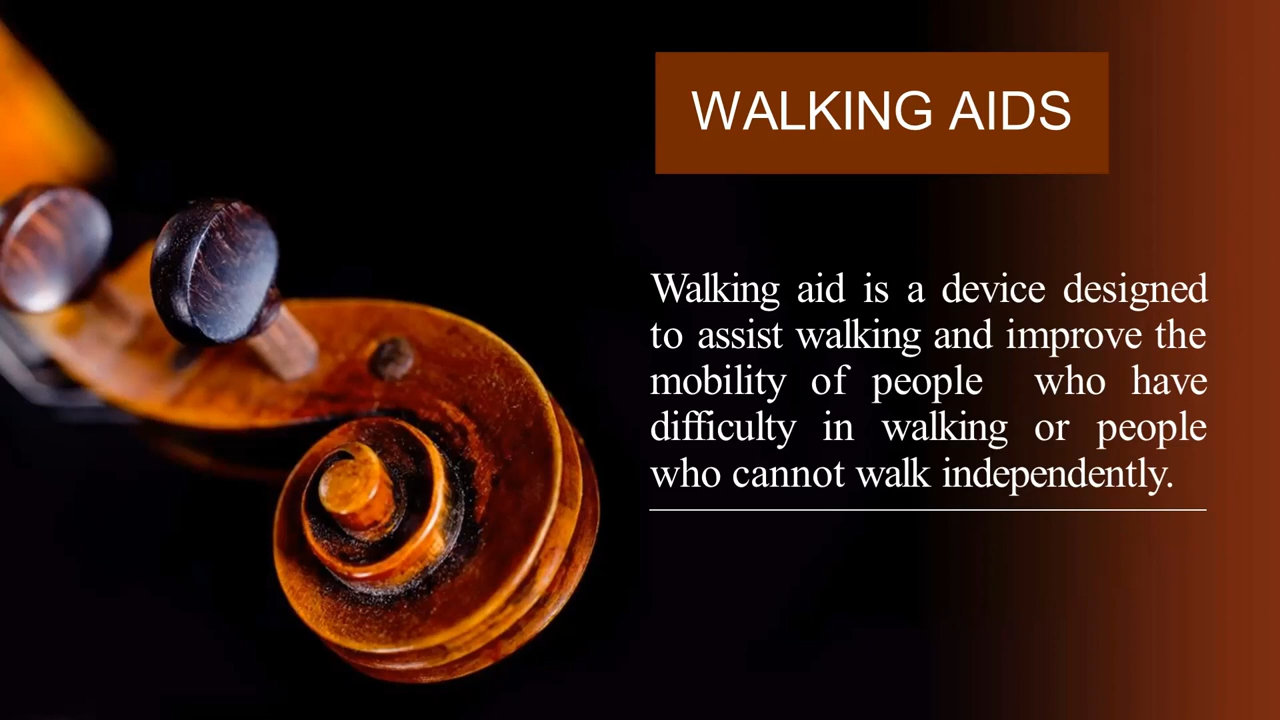 WALKING AIDS
Walking aid is a device designed
to assist walking and improve the
mobility of people who have
difficulty in walking or people
who cannot walk independently.